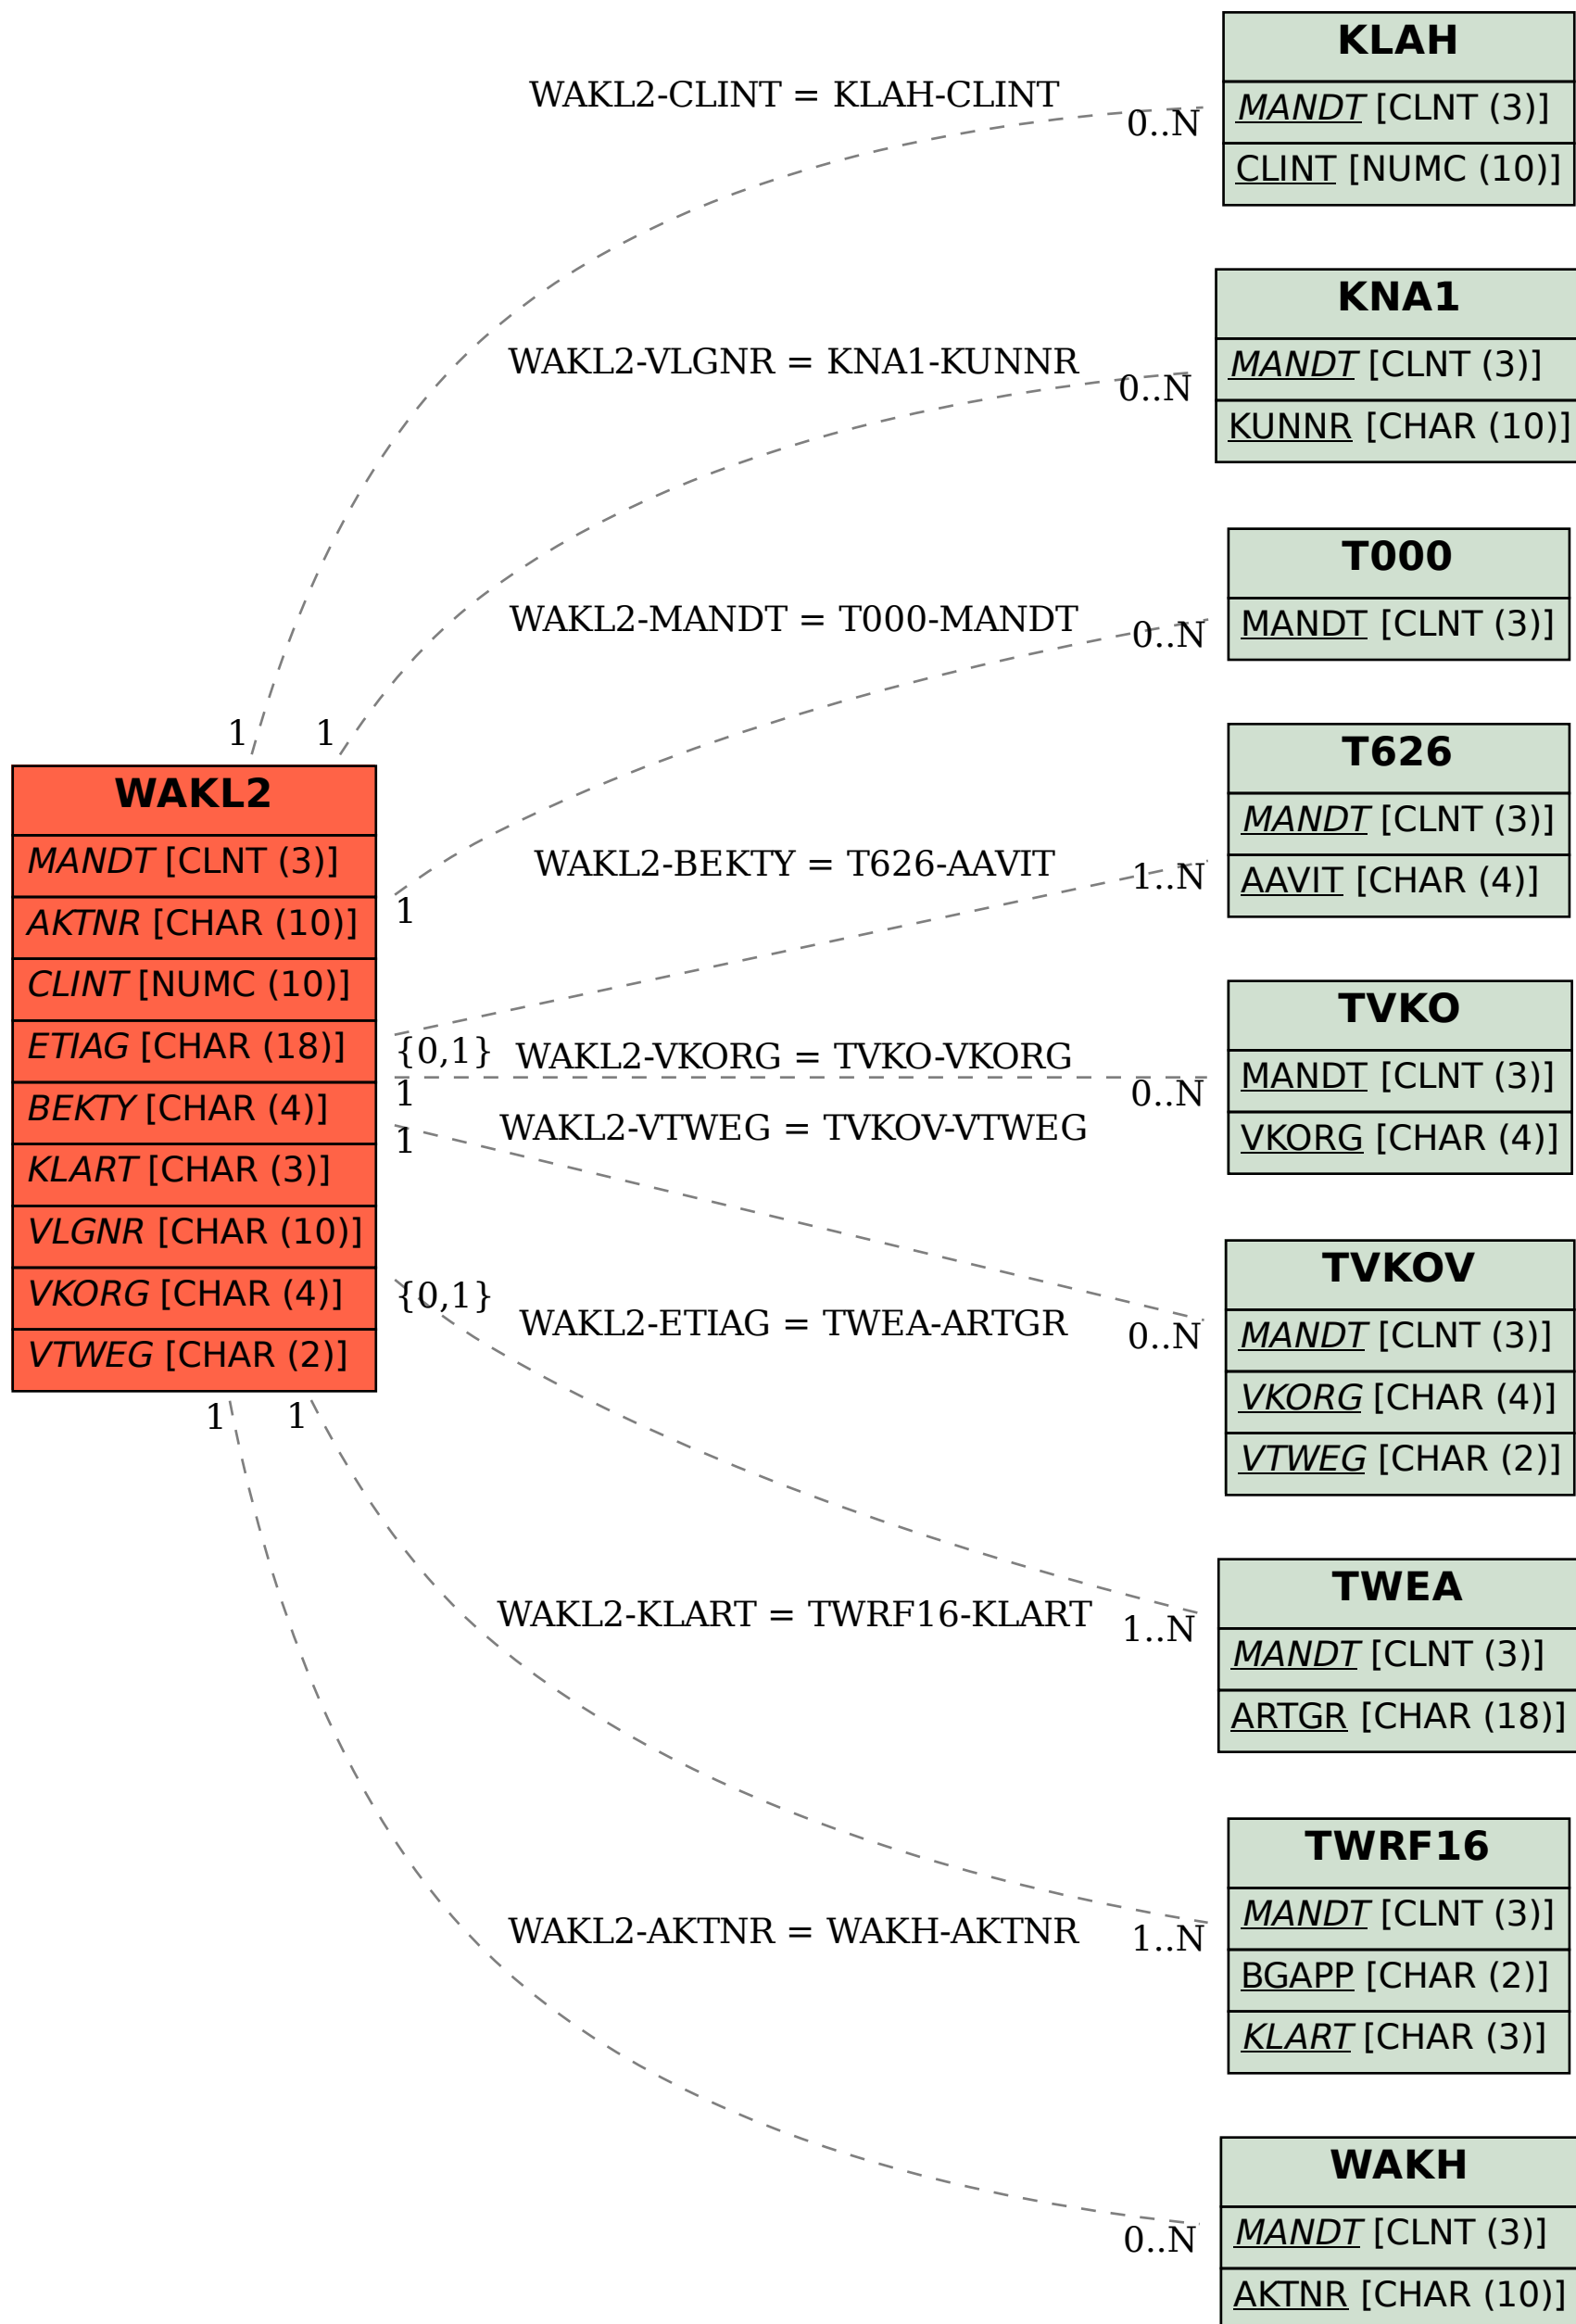 KLAH
MANDT [CLNT (3)]
CLINT [NUMC (10)]
WAKL2-CLINT = KLAH-CLINT
0..N
1
KNA1
MANDT [CLNT (3)]
KUNNR [CHAR (10)]
WAKL2-VLGNR = KNA1-KUNNR
0..N
1
T000
MANDT [CLNT (3)]
WAKL2-MANDT = T000-MANDT
0..N
1
T626
MANDT [CLNT (3)]
AAVIT [CHAR (4)]
WAKL2-BEKTY = T626-AAVIT
1..N
{0,1}
WAKL2
MANDT [CLNT (3)]
AKTNR [CHAR (10)]
CLINT [NUMC (10)]
ETIAG [CHAR (18)]
BEKTY [CHAR (4)]
KLART [CHAR (3)]
VLGNR [CHAR (10)]
VKORG [CHAR (4)]
VTWEG [CHAR (2)]
TVKO
MANDT [CLNT (3)]
VKORG [CHAR (4)]
WAKL2-VKORG = TVKO-VKORG
0..N
1
TVKOV
MANDT [CLNT (3)]
VKORG [CHAR (4)]
VTWEG [CHAR (2)]
WAKL2-VTWEG = TVKOV-VTWEG
0..N
1
TWEA
MANDT [CLNT (3)]
ARTGR [CHAR (18)]
WAKL2-ETIAG = TWEA-ARTGR
1..N
{0,1}
TWRF16
MANDT [CLNT (3)]
BGAPP [CHAR (2)]
KLART [CHAR (3)]
WAKL2-KLART = TWRF16-KLART
1..N
1
WAKH
MANDT [CLNT (3)]
AKTNR [CHAR (10)]
WAKL2-AKTNR = WAKH-AKTNR
0..N
1